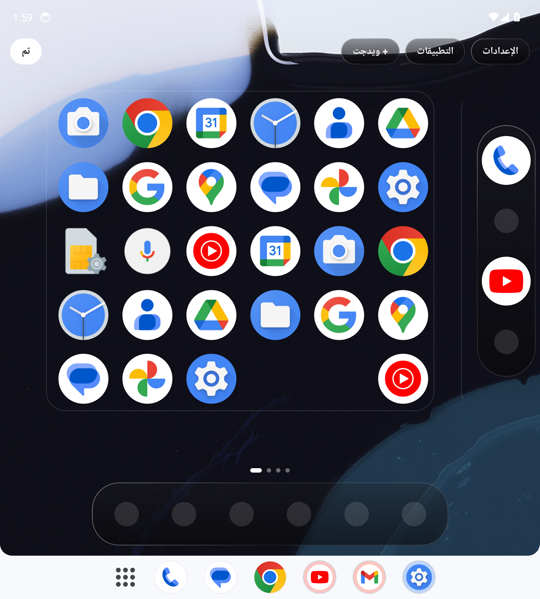 1:59
الإعدادات
التطبيقات
+ ويدجت
تم
31
31